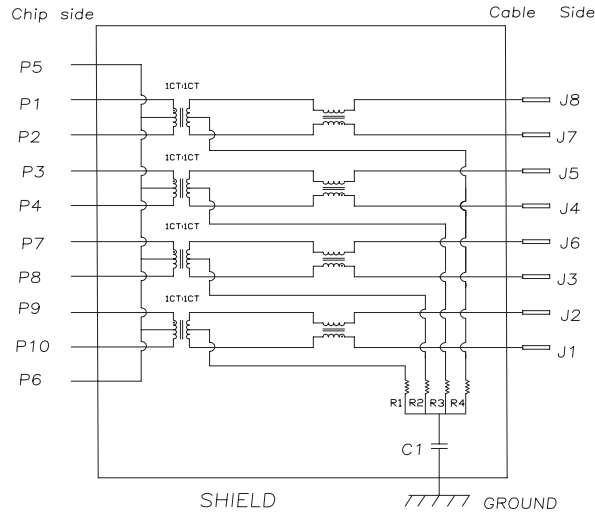 Chip side
Cable Side
P5
1CT:1CT
P1
J8
P2
J7
1CT:1CT
P3
J5
P4
J4
1CT:1CT
P7
J6
P8
J3
1CT:1CT
P9
J2
P10
J1
P6
R1 R2 R3 R4
C1
SHIELD
GROUND